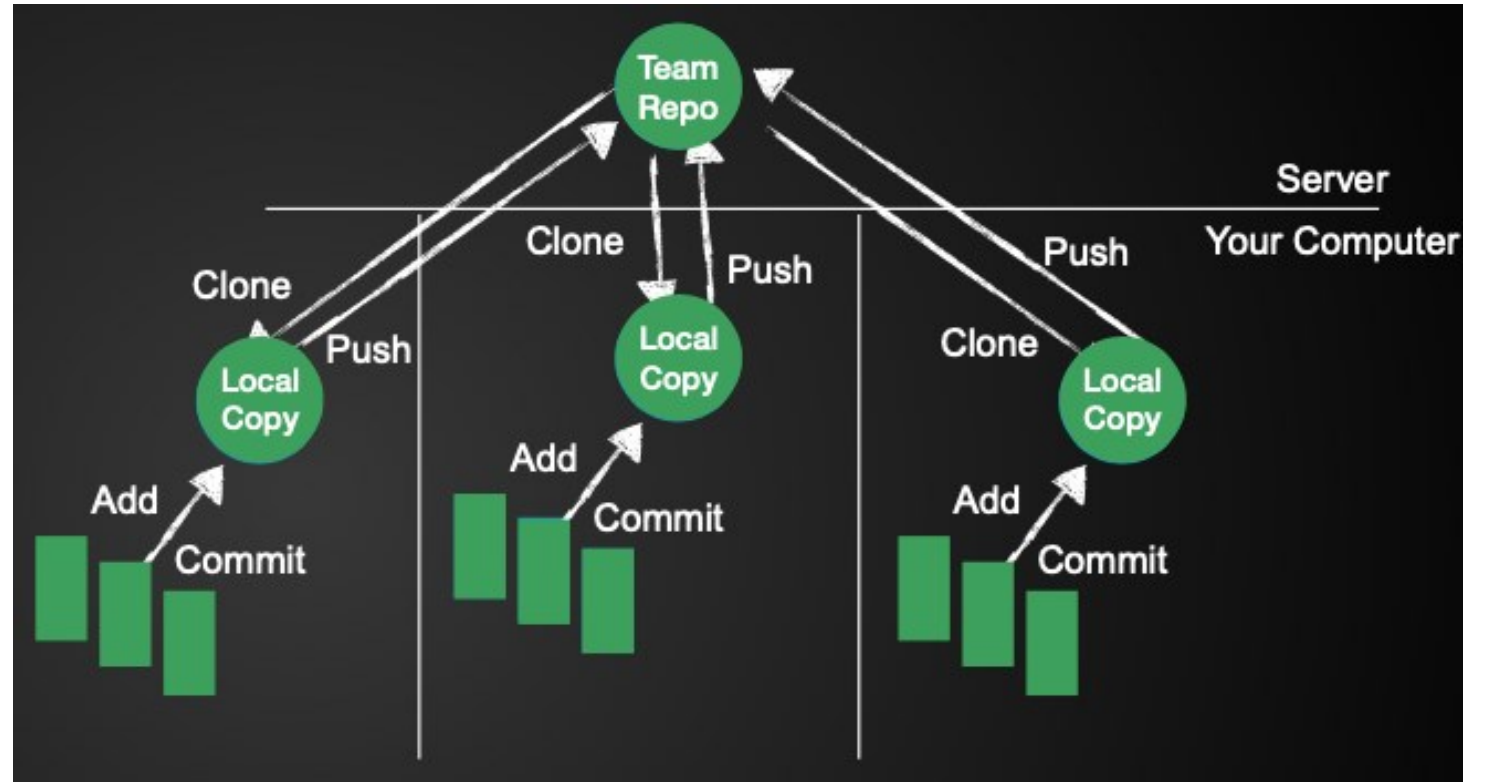 Team
Repo
Server
Your Computer
Clone
Push
Local
Copy
Add
Commit
Clone
Push
Local
Copy
Add
Commit
Push
Clone
Local
Copy
Add
Commit